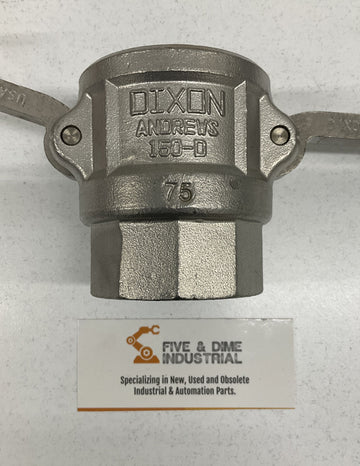 DIXON
ANDREWS
150-D
75
FIVE & DIME
INDUSTRIAL
Specializing in New, Used and Obsolete
Industrial & Automation Parts.